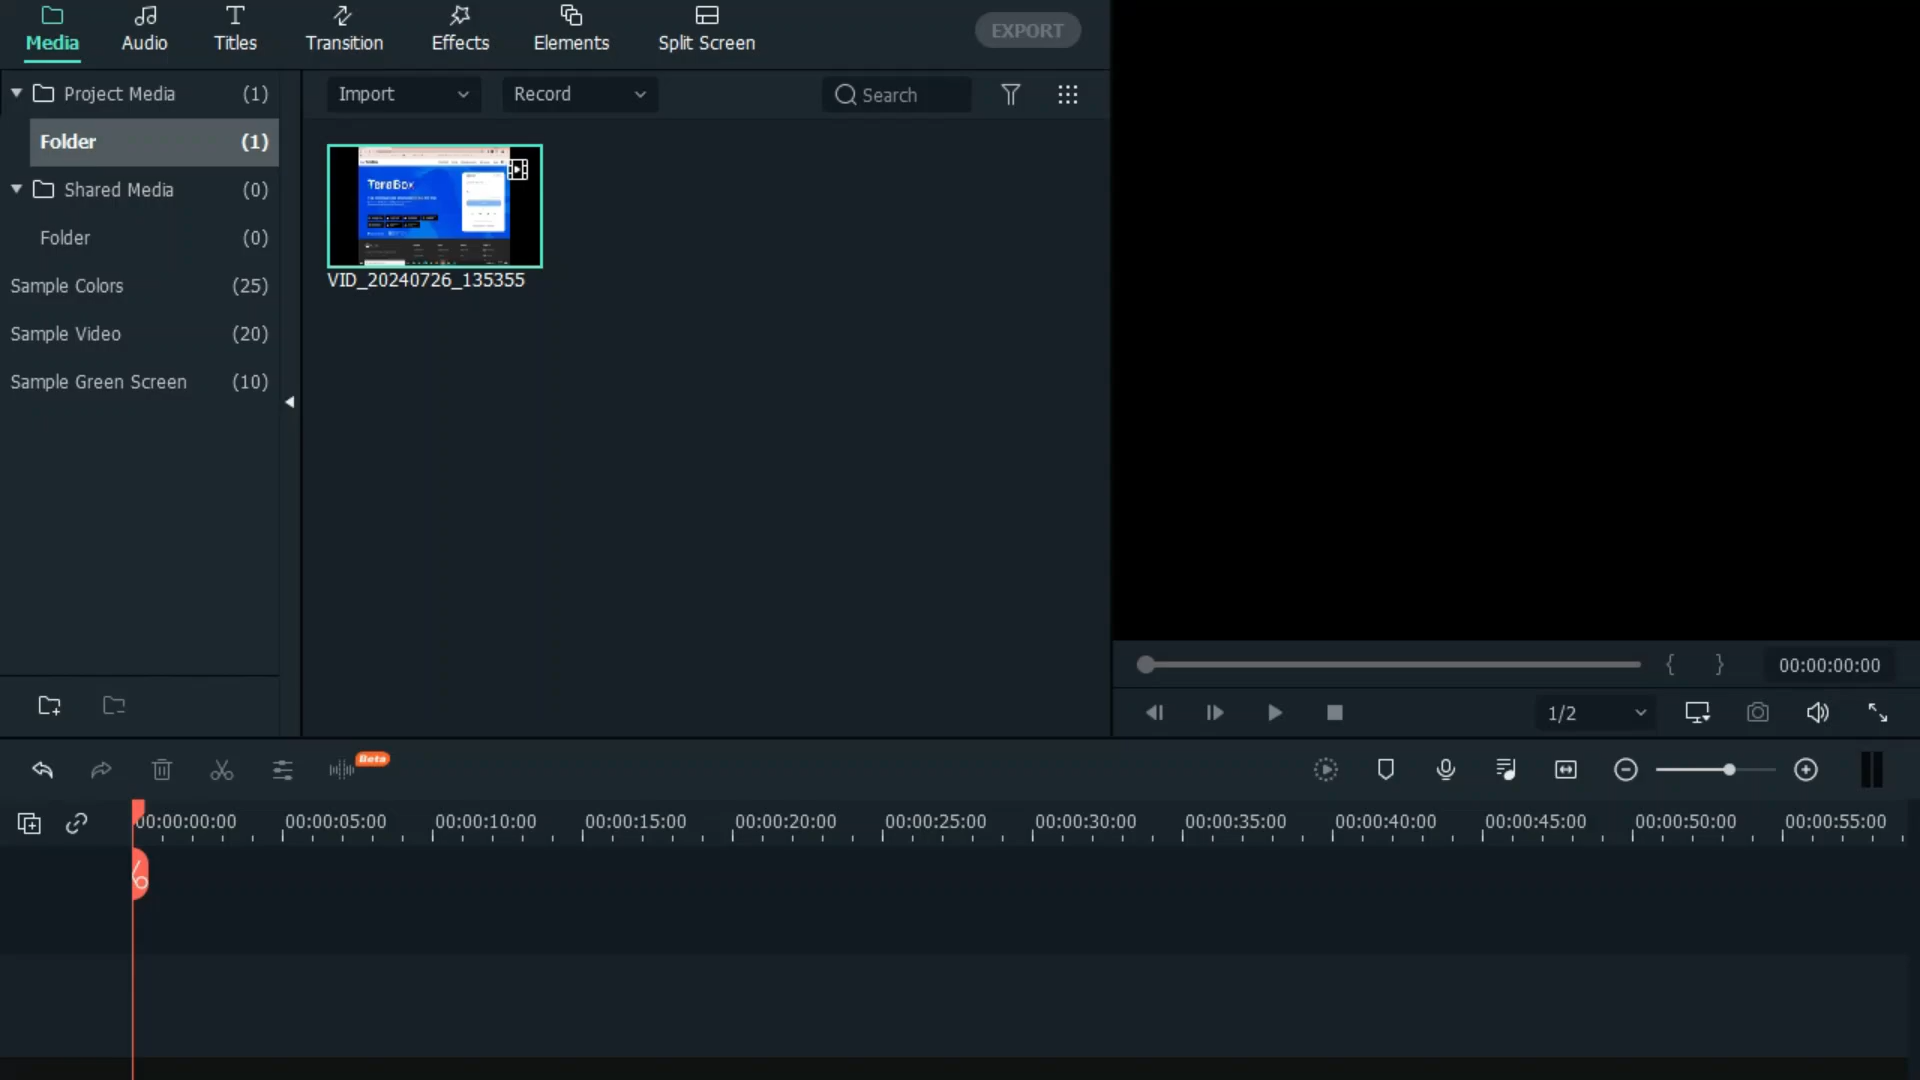 Media
Audio
Titles
Transition
Effects
Elements
Split Screen
EXPORT
Project Media (1)
Folder (1)
Shared Media (0)
Folder (0)
Sample Colors (25)
Sample Video (20)
Sample Green Screen (10)
Import
Record
Search
TeraBox
VID_20240726_135355
{ }
00:00:00:00
1/2
Beta
00:00:00:00
00:00:05:00
00:00:10:00
00:00:15:00
00:00:20:00
00:00:25:00
00:00:30:00
00:00:35:00
00:00:40:00
00:00:45:00
00:00:50:00
00:00:55:00